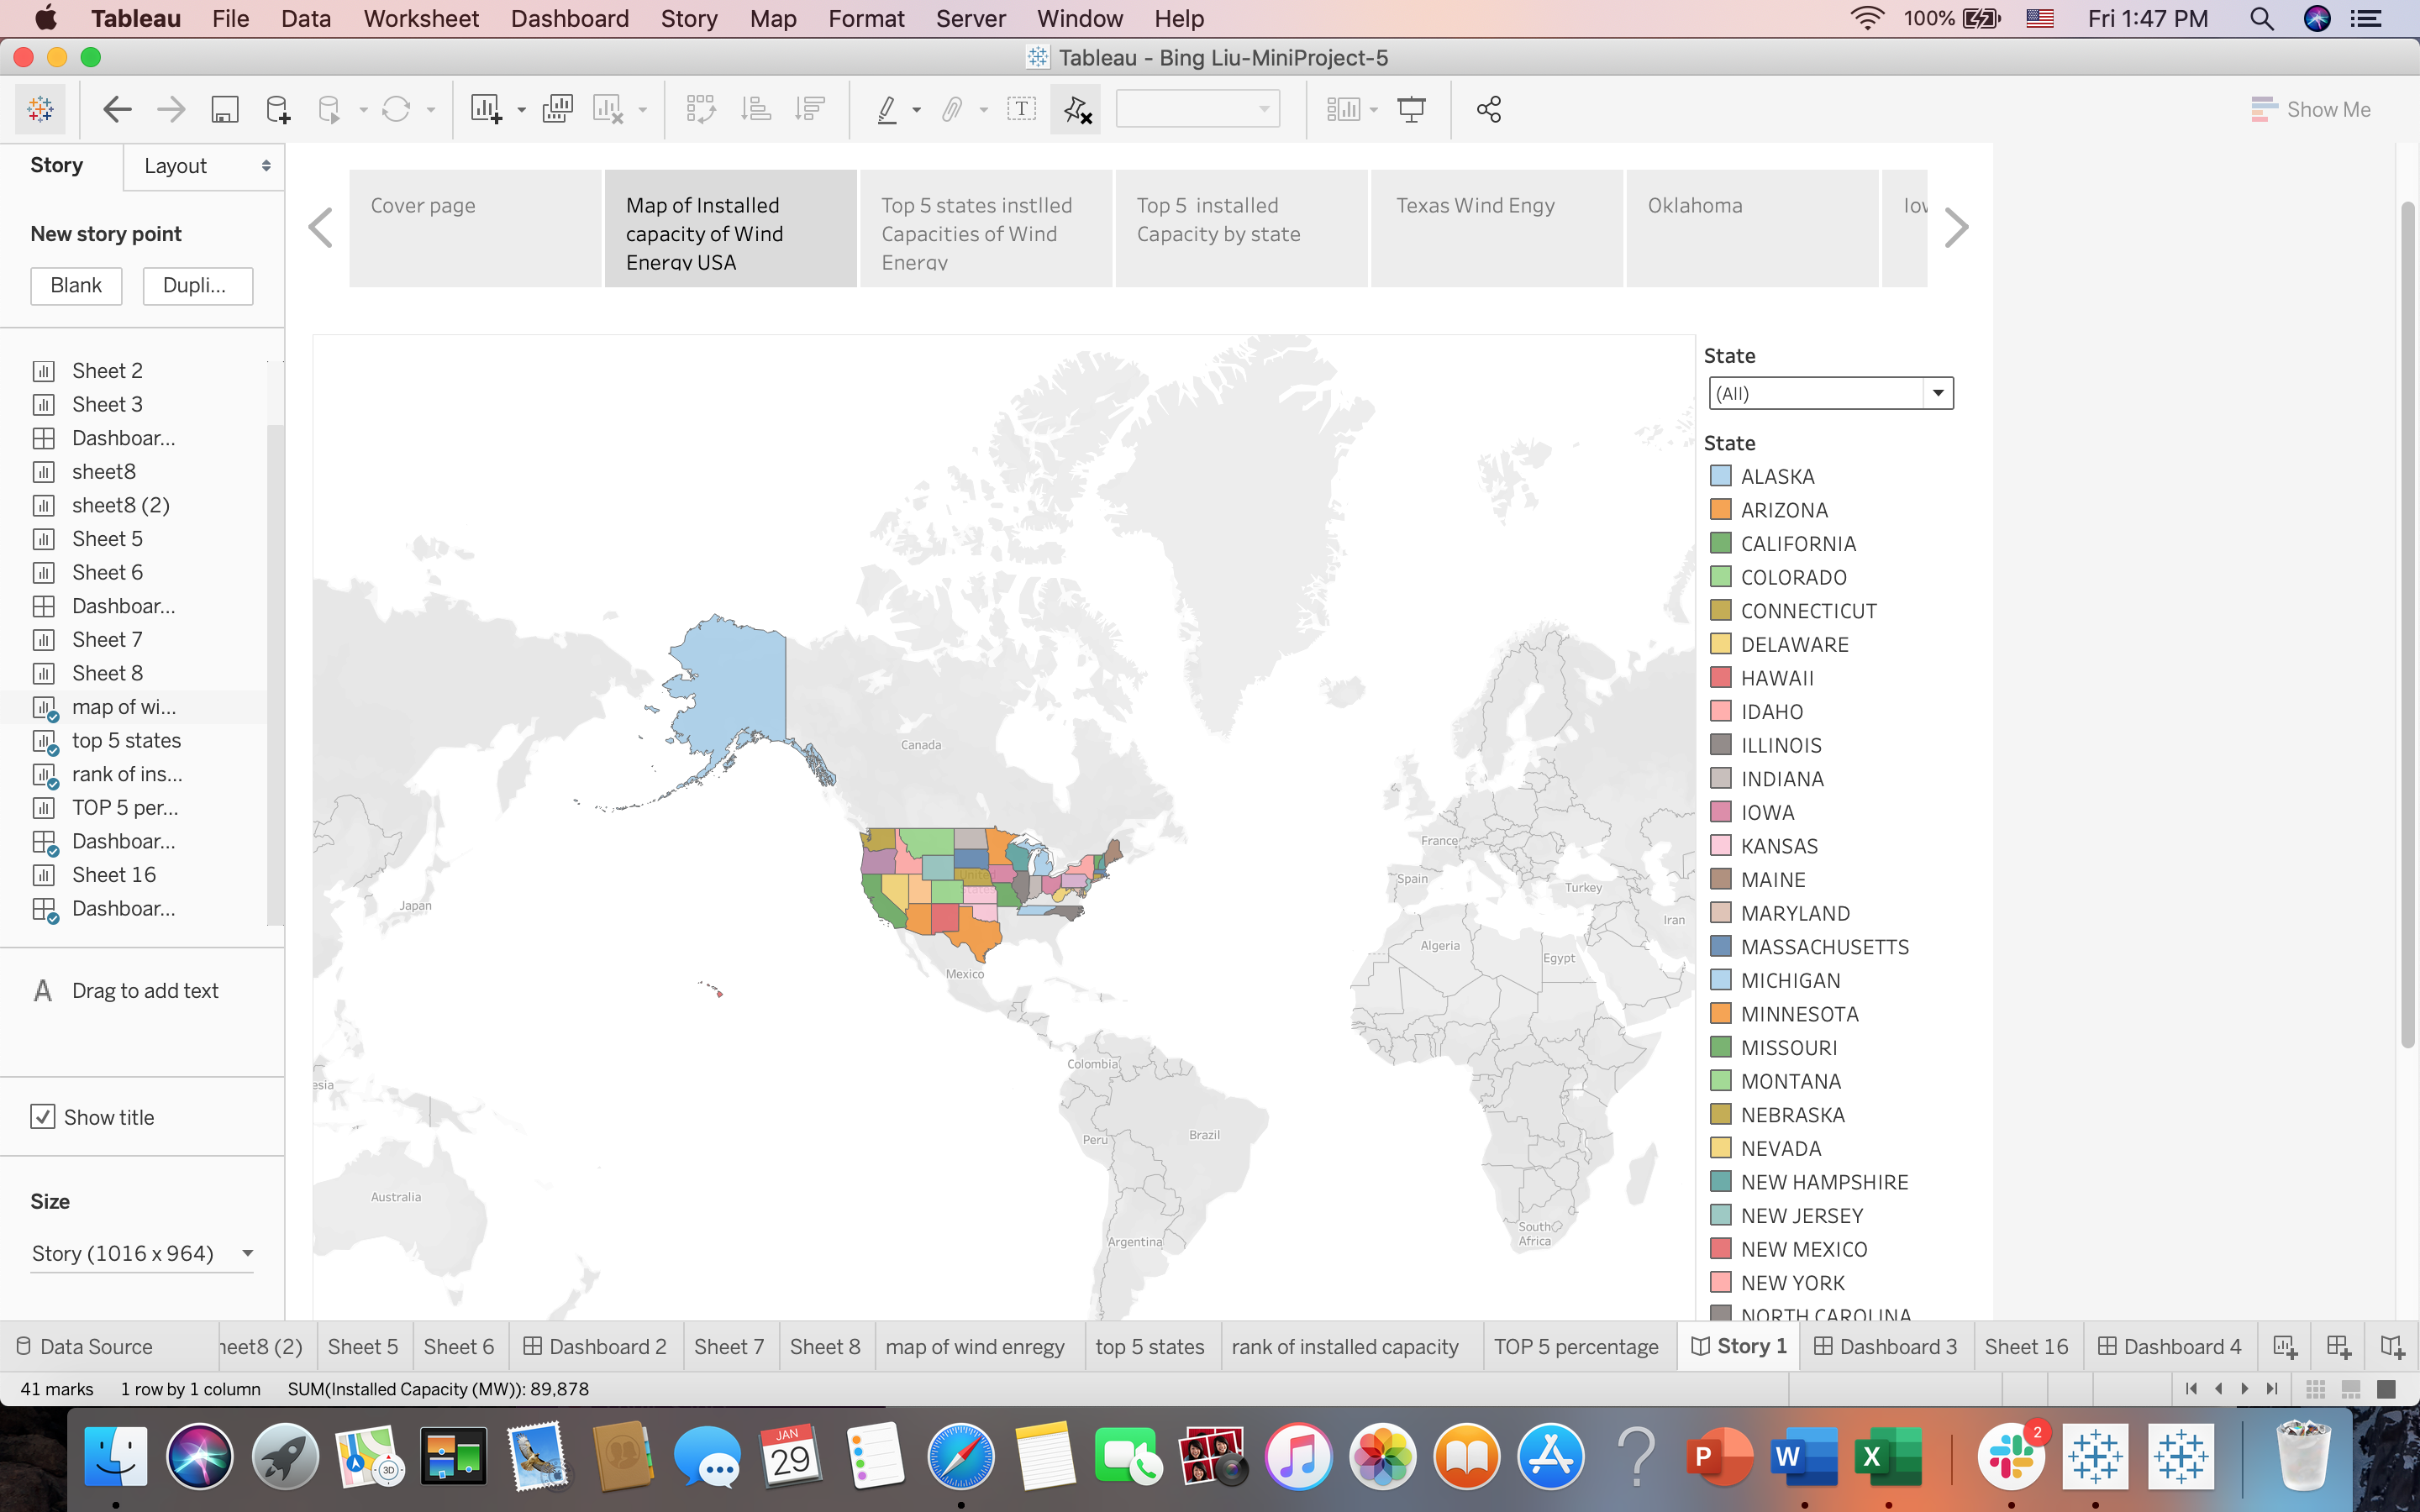 Tableau File Data Worksheet Dashboard Story Map Format Server Window Help 100% Fri 1:47 PM
Tableau - Bing Liu-MiniProject-5
Show Me
Story Layout
New story point
Blank Dupli...
Sheet 2
Sheet 3
Dashboar...
sheet8
sheet8 (2)
Sheet 5
Sheet 6
Dashboar...
Sheet 7
Sheet 8
map of wi...
top 5 states
rank of ins...
TOP 5 per...
Dashboar...
Sheet 16
Dashboar...
A Drag to add text
Show title
Size
Story (1016 x 964)
Cover page
Map of Installed
capacity of Wind
Energy USA
Top 5 states instlled
Capacities of Wind
Energy
Top 5 installed
Capacity by state
Texas Wind Engy
Oklahoma
Canada
United
States
Mexico
Japan
Australia
Colombia
Peru
Brazil
Argentina
France
Spain
Turkey
Iran
Algeria
Egypt
South
Africa
esia
State
(All)
State
ALASKA
ARIZONA
CALIFORNIA
COLORADO
CONNECTICUT
DELAWARE
HAWAII
IDAHO
ILLINOIS
INDIANA
IOWA
KANSAS
MAINE
MARYLAND
MASSACHUSETTS
MICHIGAN
MINNESOTA
MISSOURI
MONTANA
NEBRASKA
NEVADA
NEW HAMPSHIRE
NEW JERSEY
NEW MEXICO
NEW YORK
NORTH CAROLINA
Data Source heet8 (2) Sheet 5 Sheet 6 Dashboard 2 Sheet 7 Sheet 8 map of wind enregy top 5 states rank of installed capacity TOP 5 percentage Story 1 Dashboard 3 Sheet 16 Dashboard 4
41 marks 1 row by 1 column SUM(Installed Capacity (MW)): 89,878
3D
JAN
29
P
W
X
2